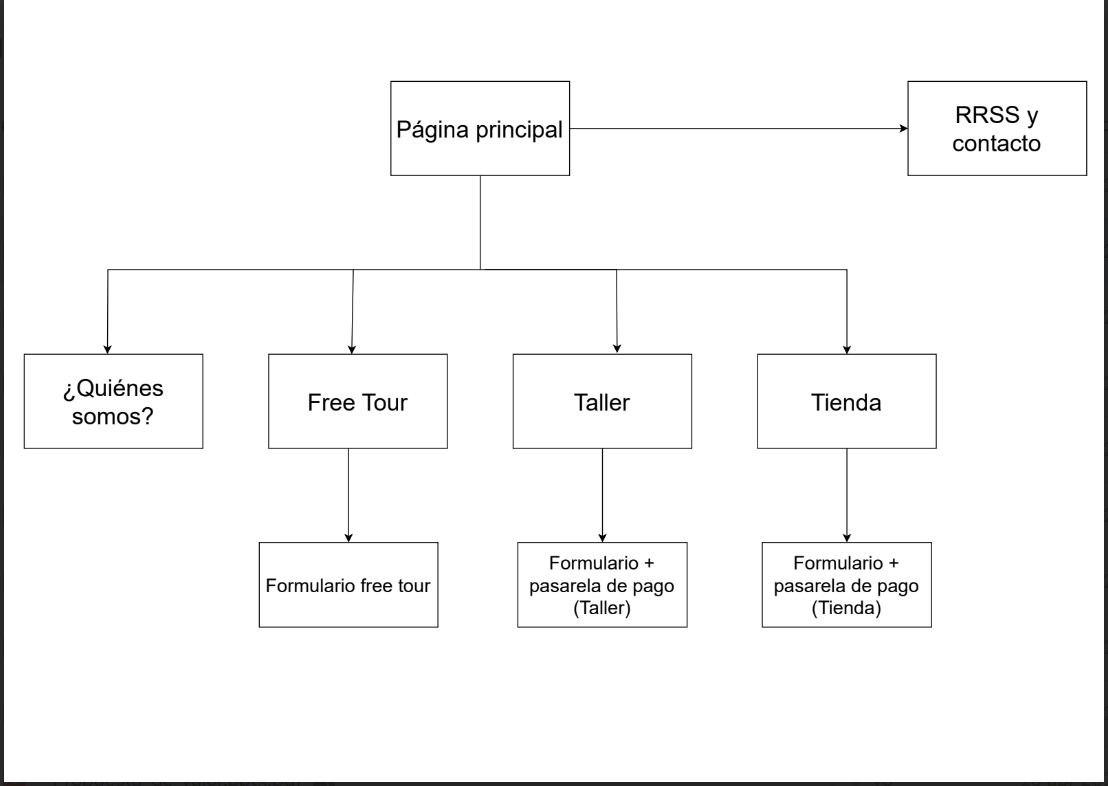 Página principal
RRSS y
contacto
¿Quiénes
somos?
Free Tour
Taller
Tienda
Formulario free tour
Formulario +
pasarela de pago
(Taller)
Formulario +
pasarela de pago
(Tienda)